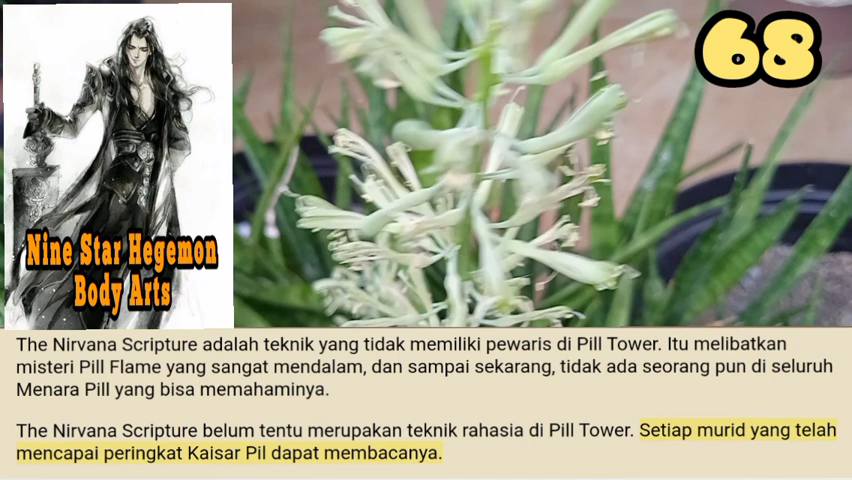 68
Nine Star Hegemon
Body Arts
The Nirvana Scripture adalah teknik yang tidak memiliki pewaris di Pill Tower. Itu melibatkan
misteri Pill Flame yang sangat mendalam, dan sampai sekarang, tidak ada seorang pun di seluruh
Menara Pill yang bisa memahaminya.
The Nirvana Scripture belum tentu merupakan teknik rahasia di Pill Tower. Setiap murid yang telah
mencapai peringkat Kaisar Pil dapat membacanya.